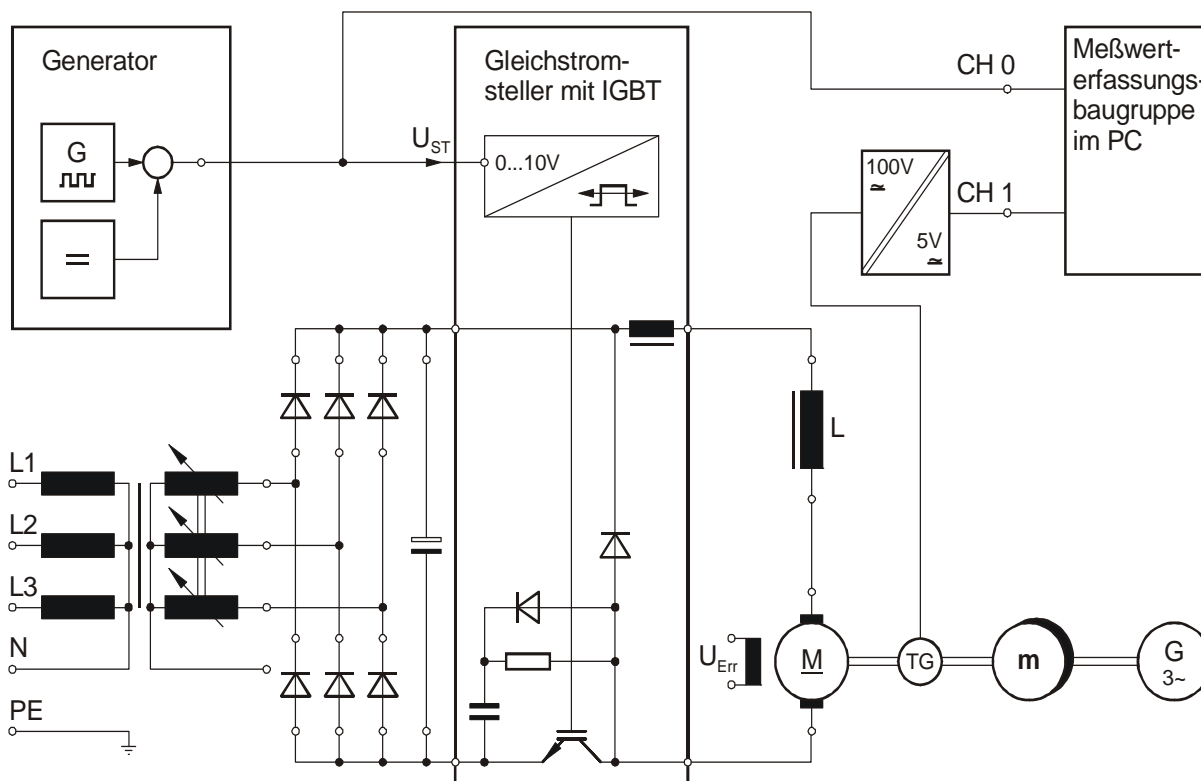 Generator
G
=
Gleichstrom-
steller mit IGBT
U_ST
0...10V
CH 0
Meßwert-
erfassungs-
baugruppe
im PC
100V
CH 1
5V
L1
L2
L3
N
PE
L
U_Err
M
TG
m
G
3~